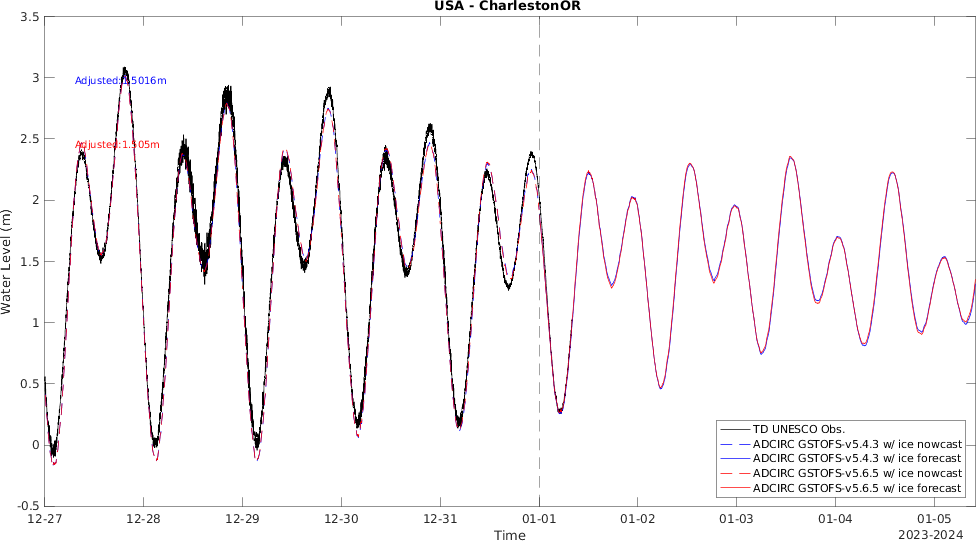 USA - CharlestonOR
Water Level (m)
3.5
3
2.5
2
1.5
1
0.5
0
-0.5
Adjusted:1.5016m
Adjusted:1.505m
TD UNESCO Obs.
ADCIRC GSTOFS-v5.4.3 w/ ice nowcast
ADCIRC GSTOFS-v5.4.3 w/ ice forecast
ADCIRC GSTOFS-v5.6.5 w/ ice nowcast
ADCIRC GSTOFS-v5.6.5 w/ ice forecast
12-27 12-28 12-29 12-30 12-31 01-01 01-02 01-03 01-04 01-05
Time
2023-2024